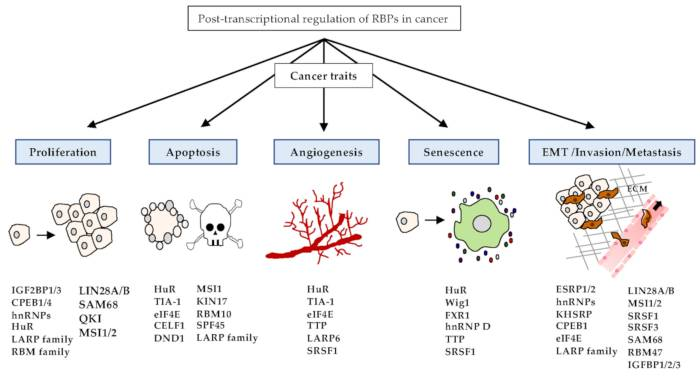 Post-transcriptional regulation of RBPs in cancer
Cancer traits
Proliferation
Apoptosis
Angiogenesis
Senescence
EMT /Invasion/Metastasis
ECM
IGF2BP1/3
CPEB1/4
hnRNPs
HuR
LARP family
RBM family
LIN28A/B
SAM68
QKI
MSI1/2
HuR
TIA-1
eIF4E
CELF1
DND1
MSI1
KIN17
RBM10
SPF45
LARP family
HuR
TIA-1
eIF4E
TTP
LARP6
SRSF1
HuR
Wig1
FXR1
hnRNP D
TTP
SRSF1
ESRP1/2
hnRNPs
KHSRP
CPEB1
eIF4E
LARP family
LIN28A/B
MSI1/2
SRSF1
SRSF3
SAM68
RBM47
IGFBP1/2/3